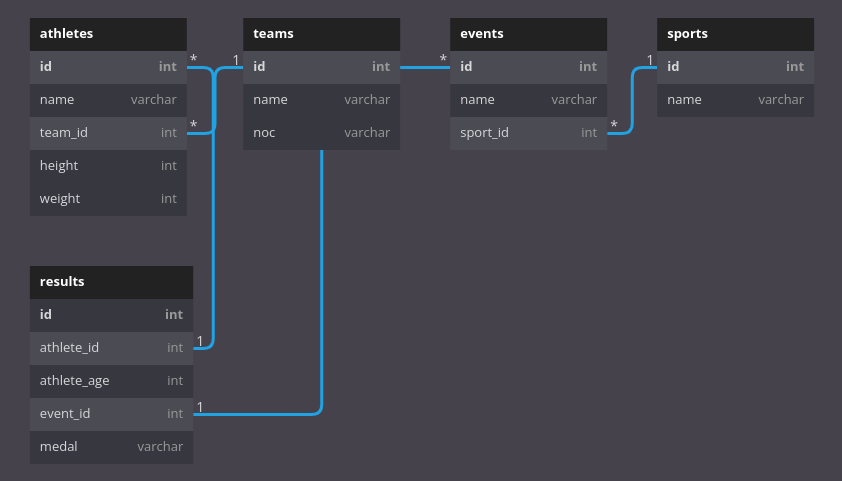 athletes
* 1
id int
name varchar
* team_id int
height int
weight int
teams
id int
name varchar
noc varchar
events
* id int
name varchar
sport_id int *
sports
1 id int
name varchar
results
id int
athlete_id int 1
athlete_age int
event_id int 1
medal varchar